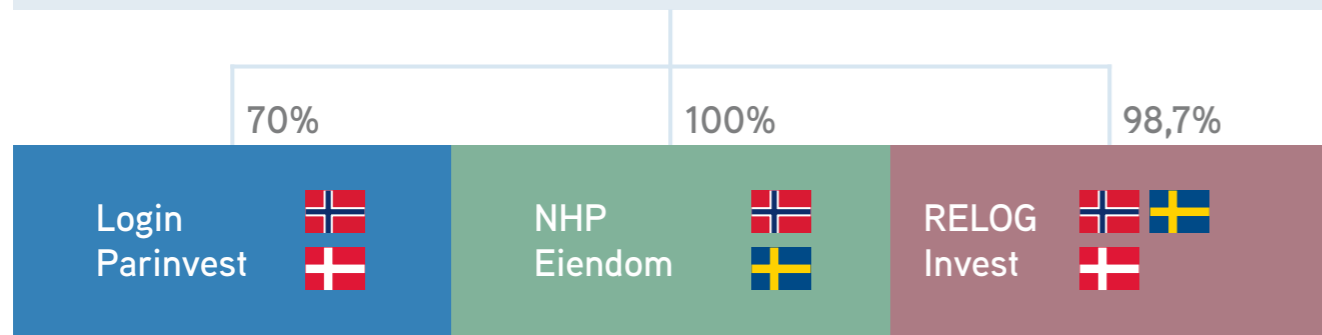 70%
100%
98,7%
Login
Parinvest
NHP
Eiendom
RELOG
Invest